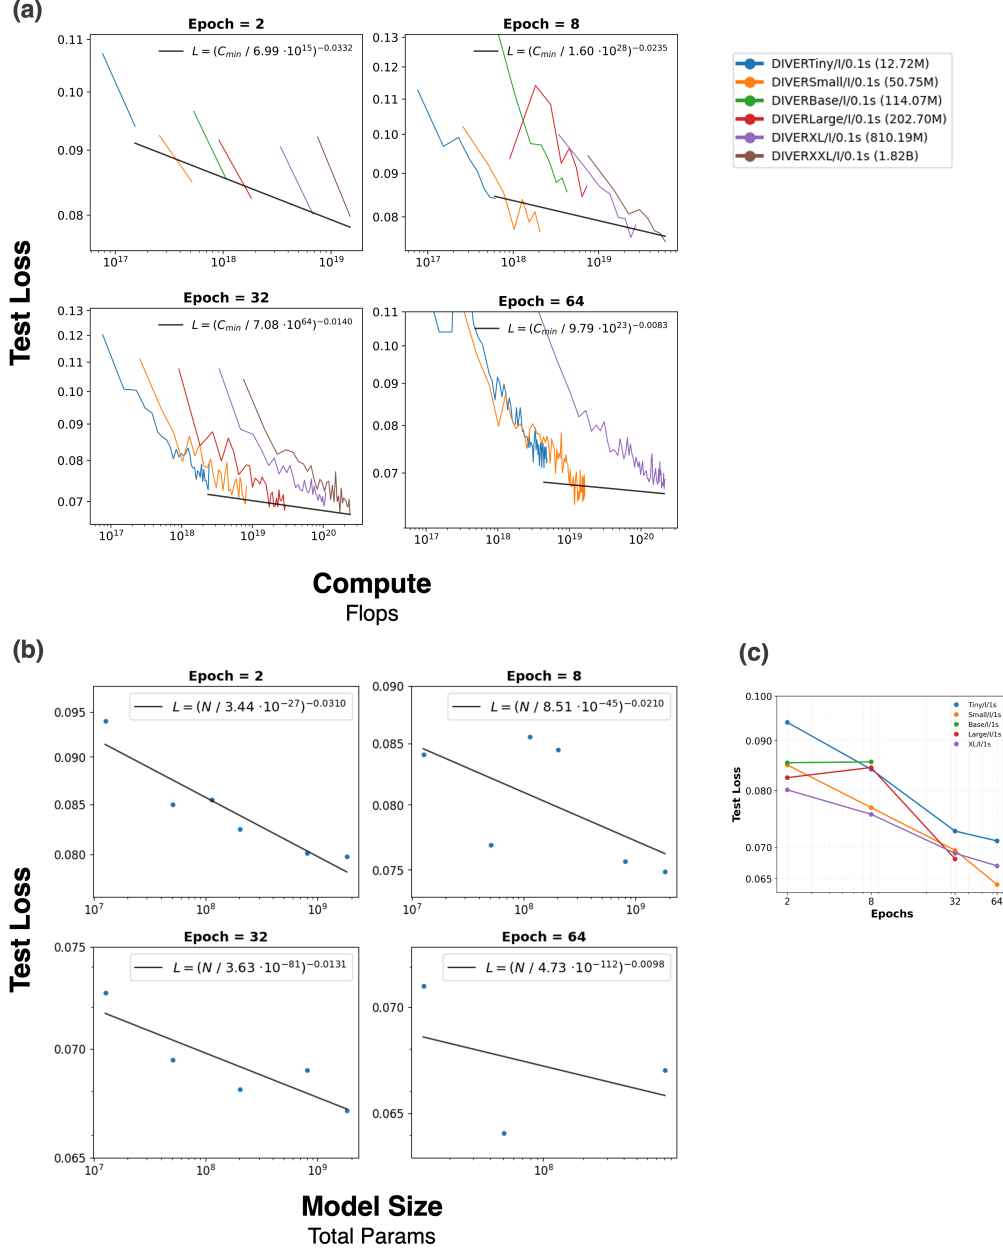 (a)
Epoch = 2
L = (C_min / 6.99 ·10^15)^−0.0332
0.11
0.10
0.09
0.08
10^17
10^18
10^19
Epoch = 8
L = (C_min / 1.60 ·10^28)^−0.0235
0.13
0.12
0.11
0.10
0.09
0.08
10^17
10^18
10^19
DIVERTiny/I/0.1s (12.72M)
DIVERSmall/I/0.1s (50.75M)
DIVERBase/I/0.1s (114.07M)
DIVERLarge/I/0.1s (202.70M)
DIVERXL/I/0.1s (810.19M)
DIVERXXL/I/0.1s (1.82B)
Test Loss
Epoch = 32
L = (C_min / 7.08 ·10^64)^−0.0140
0.13
0.12
0.11
0.10
0.09
0.08
0.07
10^17
10^18
10^19
10^20
Epoch = 64
L = (C_min / 9.79 ·10^23)^−0.0083
0.11
0.10
0.09
0.08
0.07
10^17
10^18
10^19
10^20
Compute
Flops
(b)
Epoch = 2
L = (N / 3.44 ·10^−27)^−0.0310
0.095
0.090
0.085
0.080
10^7
10^8
10^9
Epoch = 8
L = (N / 8.51 ·10^−45)^−0.0210
0.090
0.085
0.080
0.075
10^7
10^8
10^9
Test Loss
Epoch = 32
L = (N / 3.63 ·10^−81)^−0.0131
0.075
0.070
0.065
10^7
10^8
10^9
Epoch = 64
L = (N / 4.73 ·10^−112)^−0.0098
0.070
0.065
10^8
Model Size
Total Params
(c)
Tiny/I/1s
Small/I/1s
Base/I/1s
Large/I/1s
XL/I/1s
Test Loss
0.100
0.090
0.080
0.070
0.065
2
8
32
64
Epochs